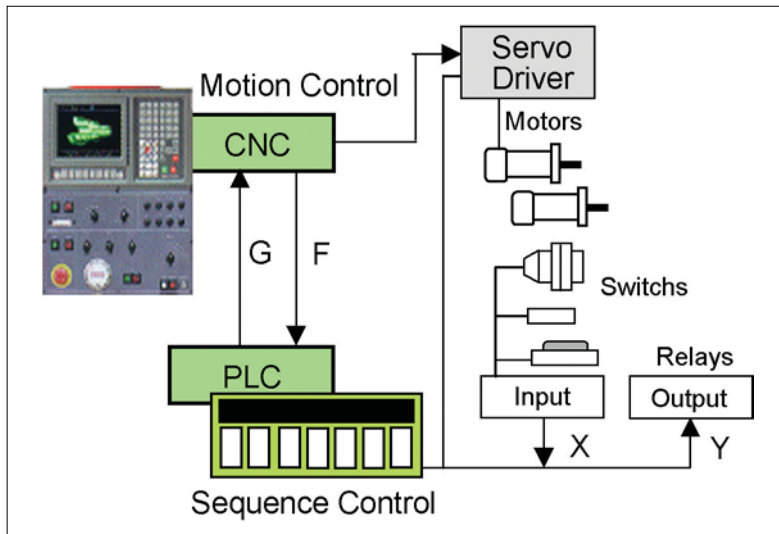 Servo
Driver
Motion Control
CNC
Motors
G
F
Switchs
PLC
Relays
Input
Output
X
Y
Sequence Control